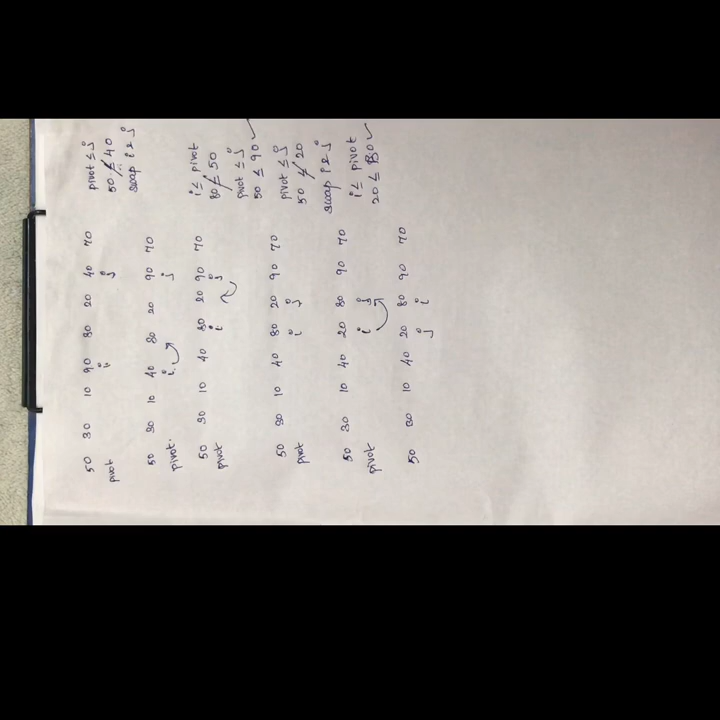 50 30 10 90 80 20 40 70 pivot ≤ j
pivot i j 50 ≰ 40
swap i & j
50 30 10 40 80 20 90 70
pivot. i. j
i ≤ pivot
50 30 10 40 80 20 90 70 80 ≰ 50
pivot i j pivot ≤ j
50 ≤ 90 ✓
50 30 10 40 80 20 90 70 pivot ≤ j
pivot i j 50 ≰ 20
swap i & j
50 30 10 40 20 80 90 70 i ≤ pivot
pivot i j 20 ≤ 50 ✓
50 30 10 40 20 80 90 70
j i